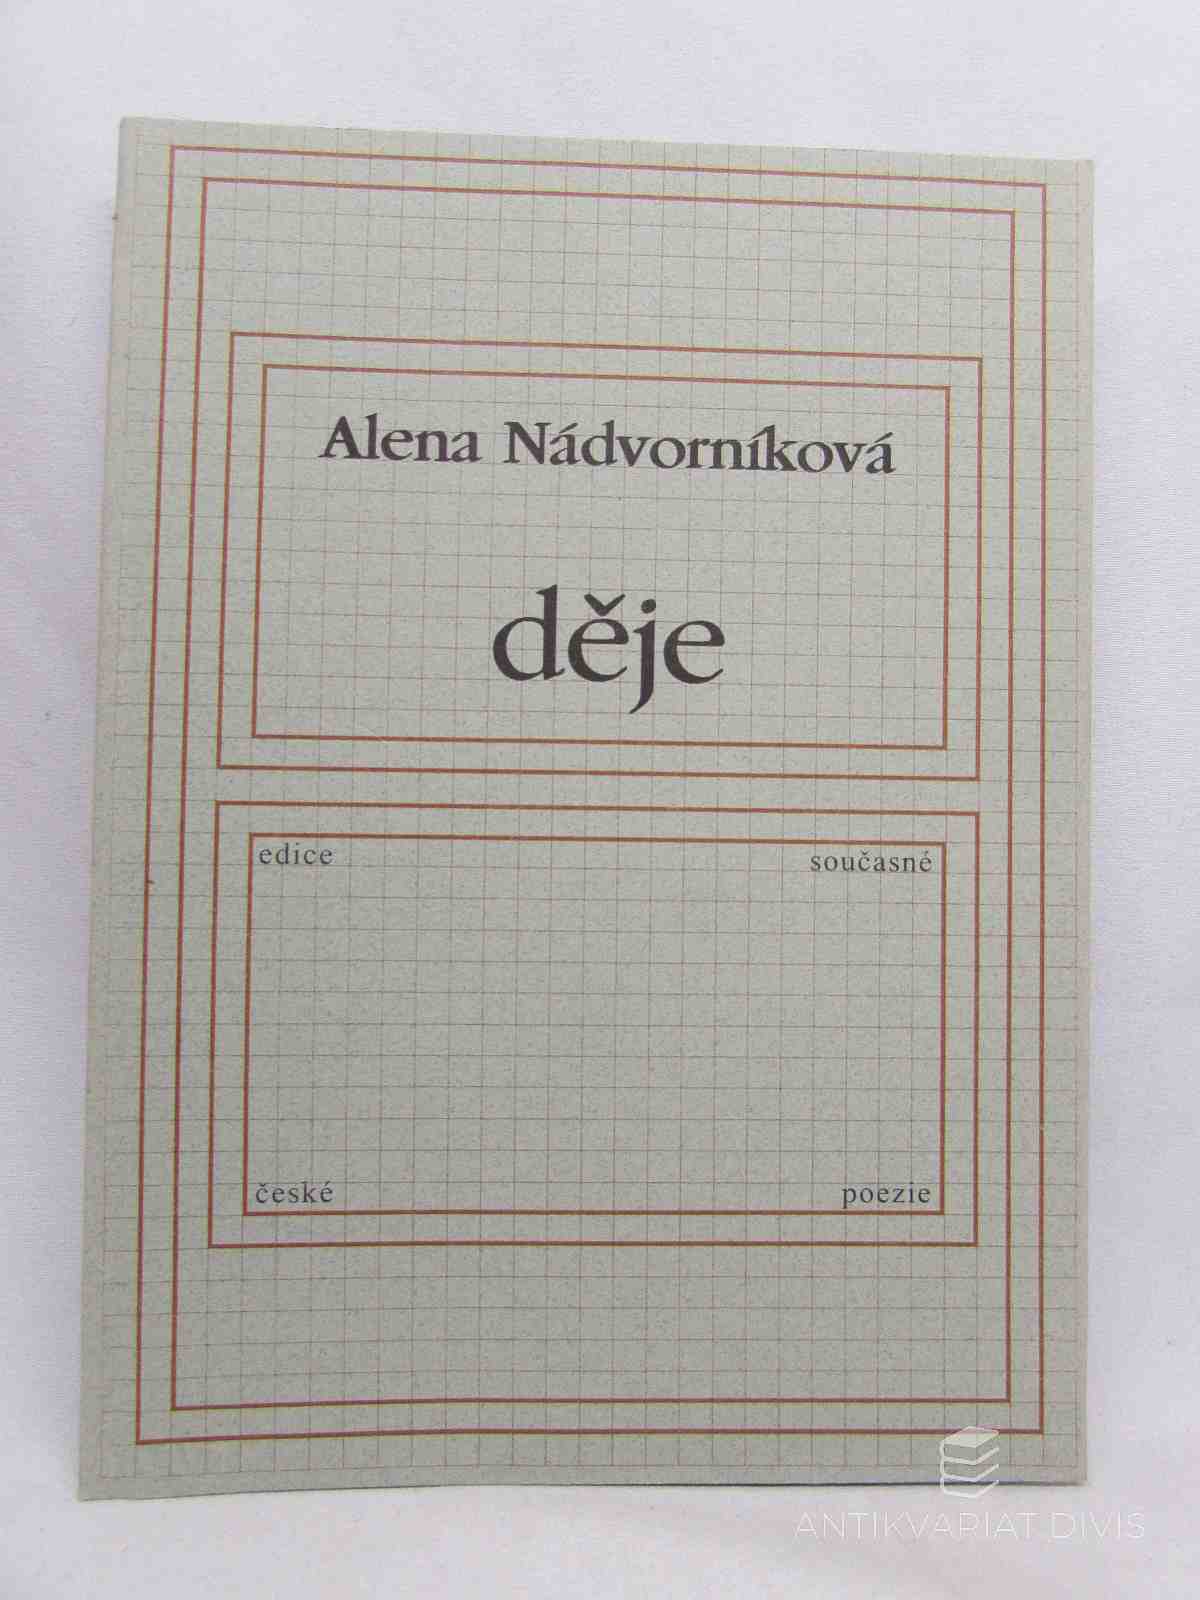 Alena Nádvorníková
děje
edice současné
české poezie
ANTIKVARIAT DIVIS